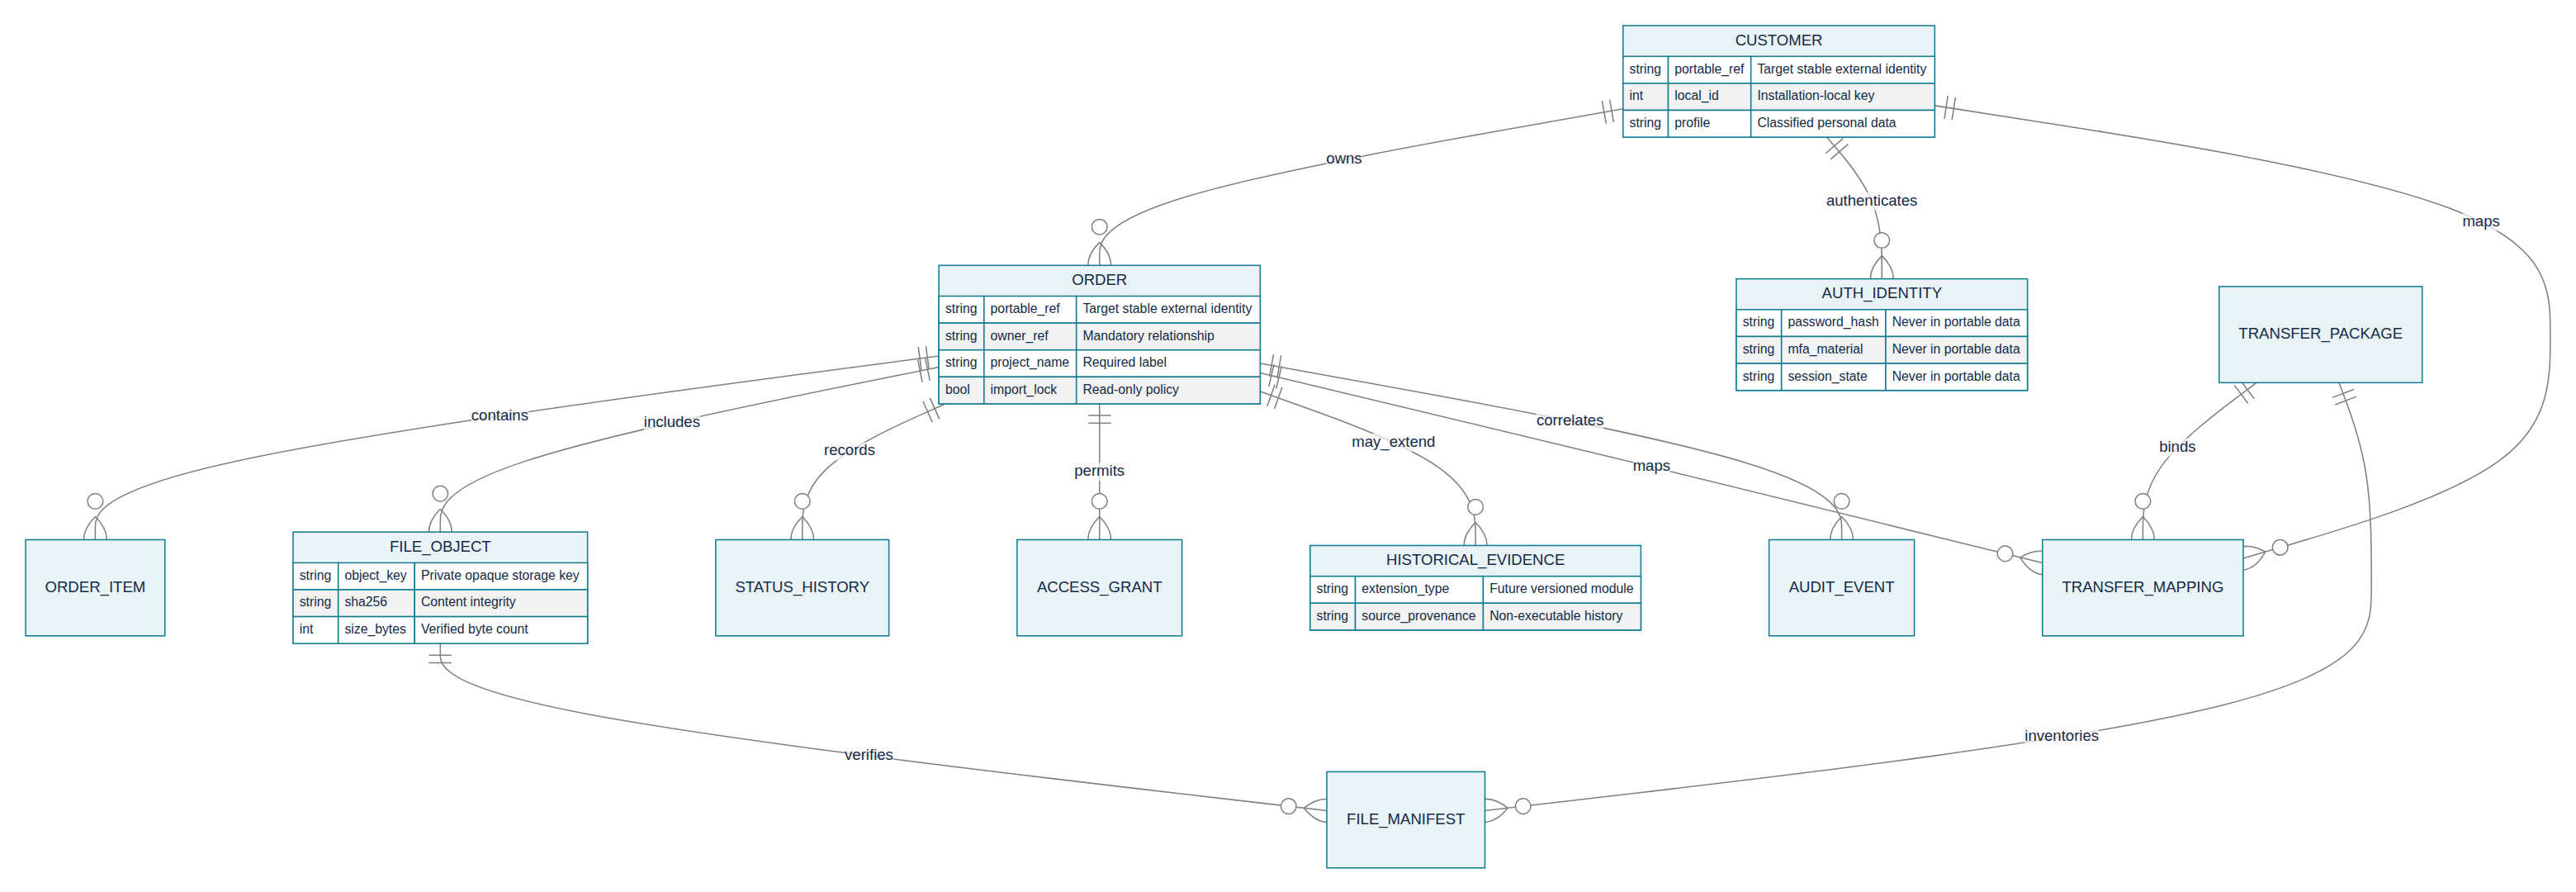 CUSTOMER
string portable_ref Target stable external identity
int local_id Installation-local key
string profile Classified personal data
owns
authenticates
maps
ORDER
string portable_ref Target stable external identity
string owner_ref Mandatory relationship
string project_name Required label
bool import_lock Read-only policy
AUTH_IDENTITY
string password_hash Never in portable data
string mfa_material Never in portable data
string session_state Never in portable data
TRANSFER_PACKAGE
contains
includes
records
permits
may_extend
correlates
maps
binds
ORDER_ITEM
FILE_OBJECT
string object_key Private opaque storage key
string sha256 Content integrity
int size_bytes Verified byte count
STATUS_HISTORY
ACCESS_GRANT
HISTORICAL_EVIDENCE
string extension_type Future versioned module
string source_provenance Non-executable history
AUDIT_EVENT
TRANSFER_MAPPING
verifies
inventories
FILE_MANIFEST